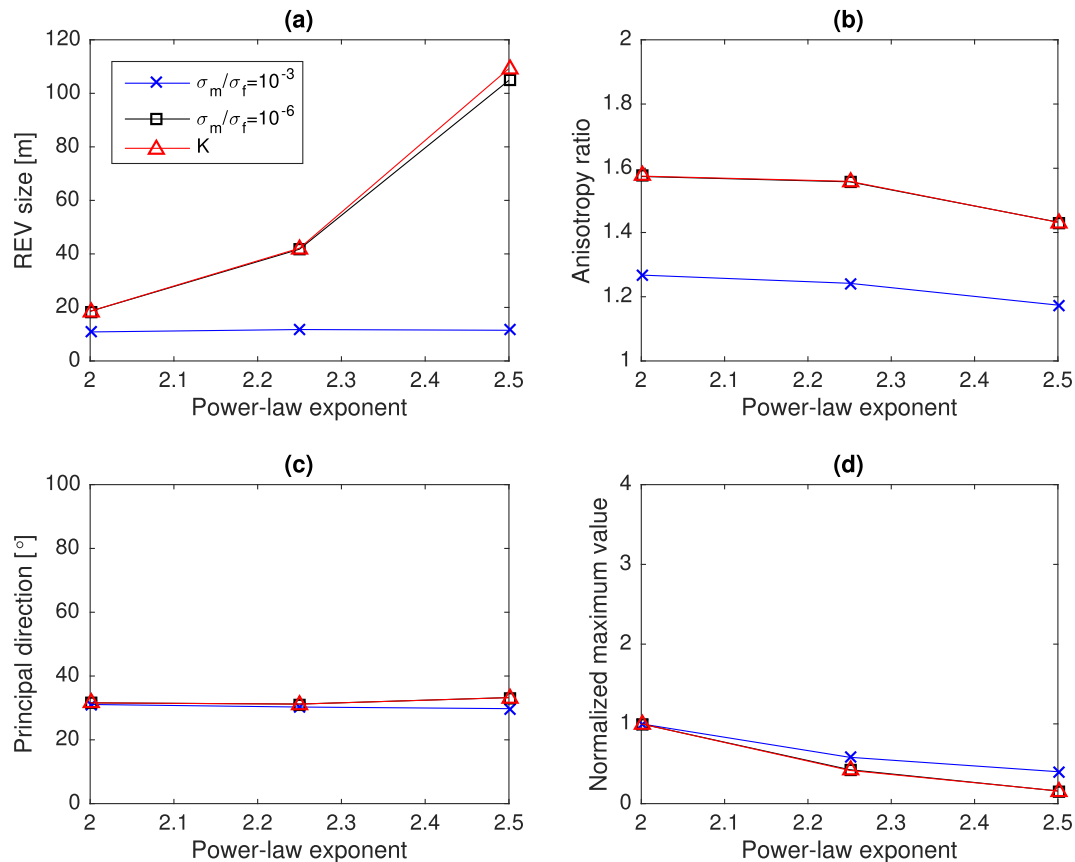 (a)
REV size [m]
120
100
80
60
40
20
0
σm/σf=10-3
σm/σf=10-6
K
2 2.1 2.2 2.3 2.4 2.5
Power-law exponent
(b)
Anisotropy ratio
2
1.8
1.6
1.4
1.2
1
2 2.1 2.2 2.3 2.4 2.5
Power-law exponent
(c)
Principal direction [°]
100
80
60
40
20
0
2 2.1 2.2 2.3 2.4 2.5
Power-law exponent
(d)
Normalized maximum value
4
3
2
1
0
2 2.1 2.2 2.3 2.4 2.5
Power-law exponent